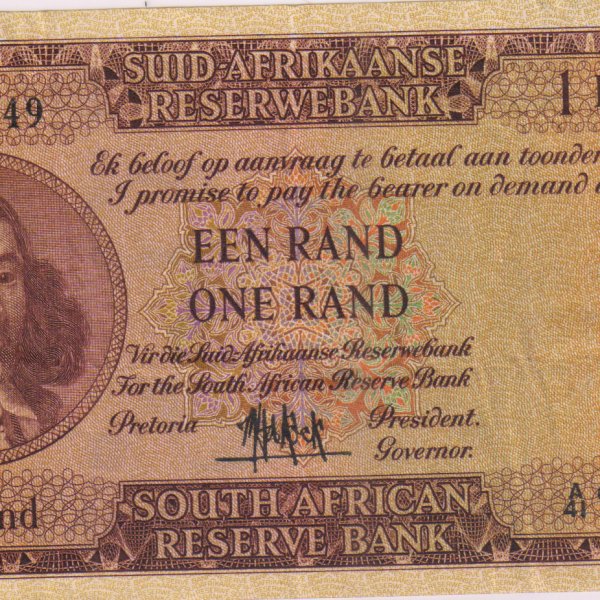 SUID-AFRIKAANSE
RESERWEBANK
49
1
Ek beloof op aanvraag te betaal aan toonder
I promise to pay the bearer on demand
EEN RAND
ONE RAND
Vir die Suid-Afrikaanse Reserwebank
For the South African Reserve Bank
Pretoria
President.
Governor.
nd
A
41
SOUTH AFRICAN
RESERVE BANK